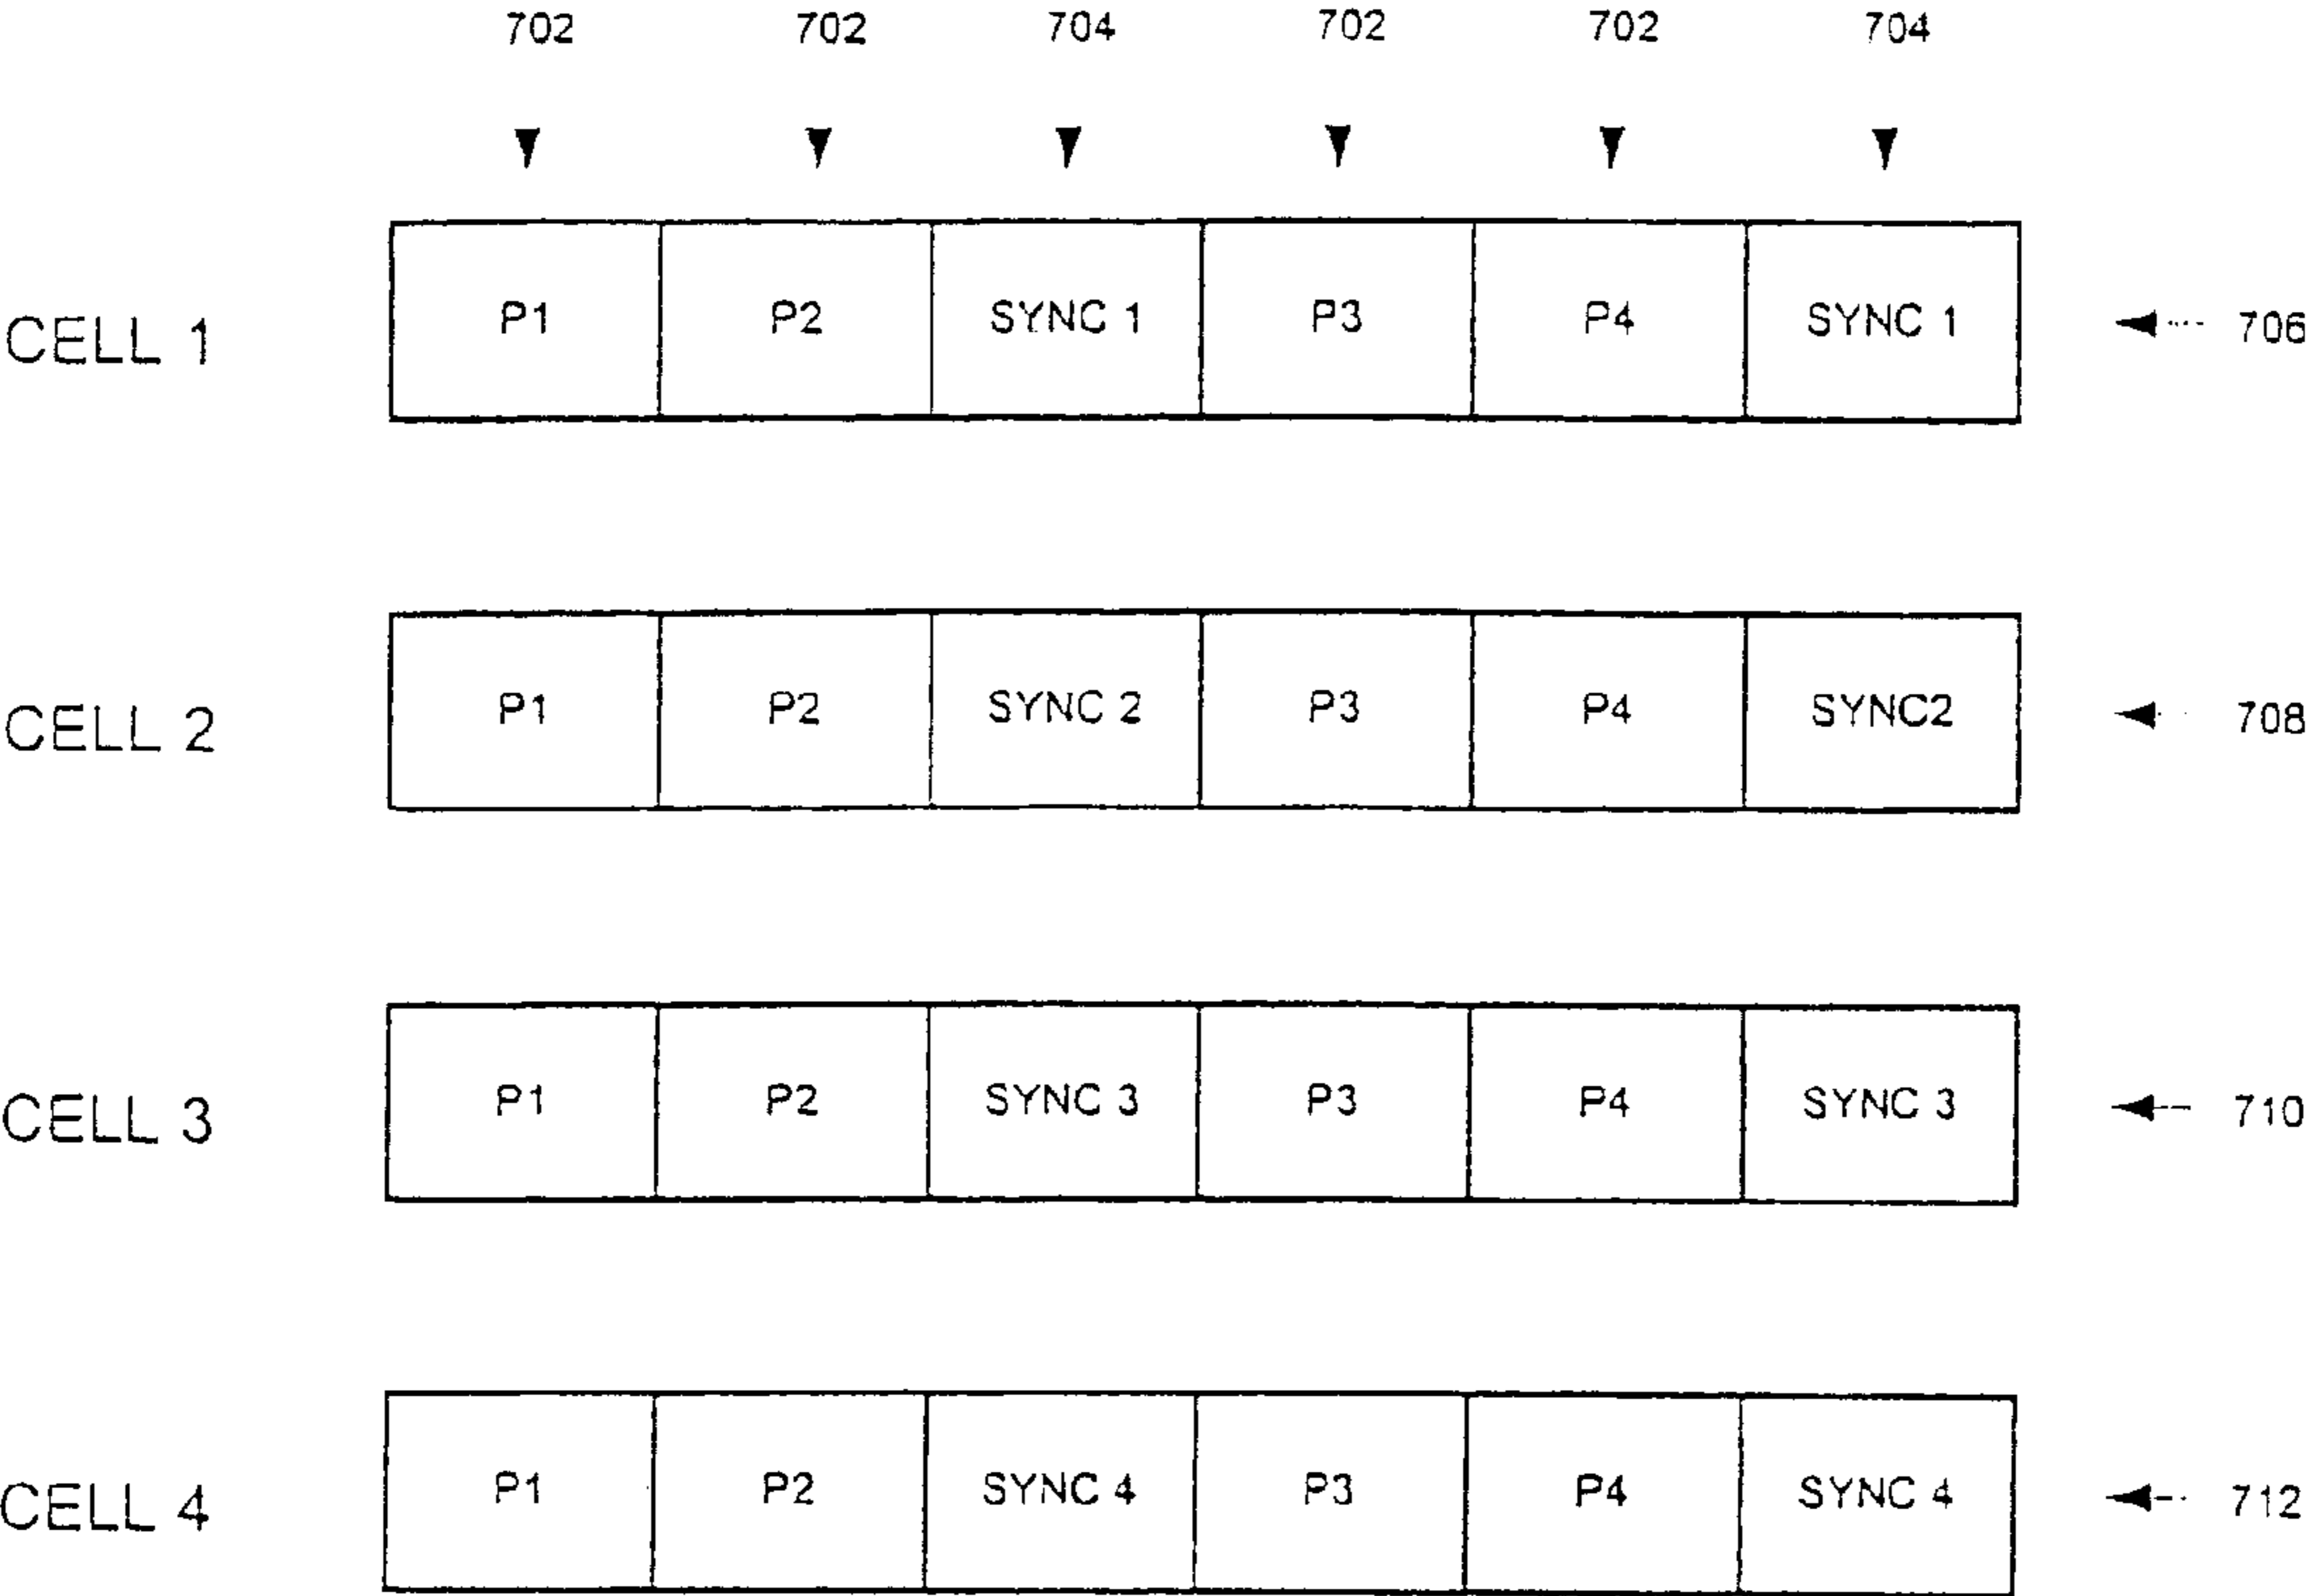 702 702 704 702 702 704
CELL 1 P1 P2 SYNC 1 P3 P4 SYNC 1 706
CELL 2 P1 P2 SYNC 2 P3 P4 SYNC2 708
CELL 3 P1 P2 SYNC 3 P3 P4 SYNC 3 710
CELL 4 P1 P2 SYNC 4 P3 P4 SYNC 4 712